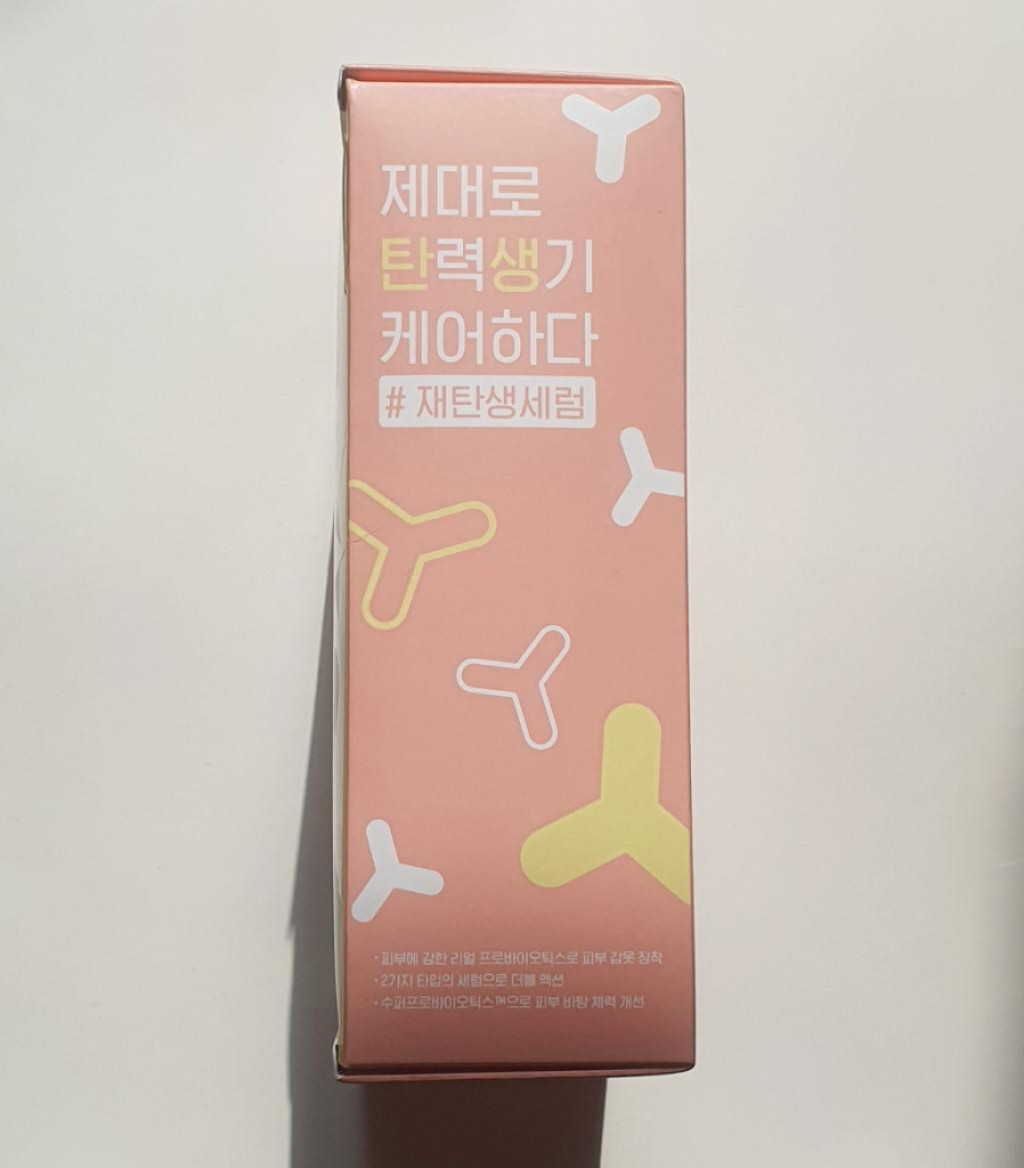 제대로
탄력생기
케어하다
# 재탄생세럼
· 피부에 강한 리얼 프로바이오틱스로 피부 갑옷 장착
· 2가지 타입의 세럼으로 더블 액션
· 수퍼프로바이오틱스™으로 피부 바탕 체력 개선